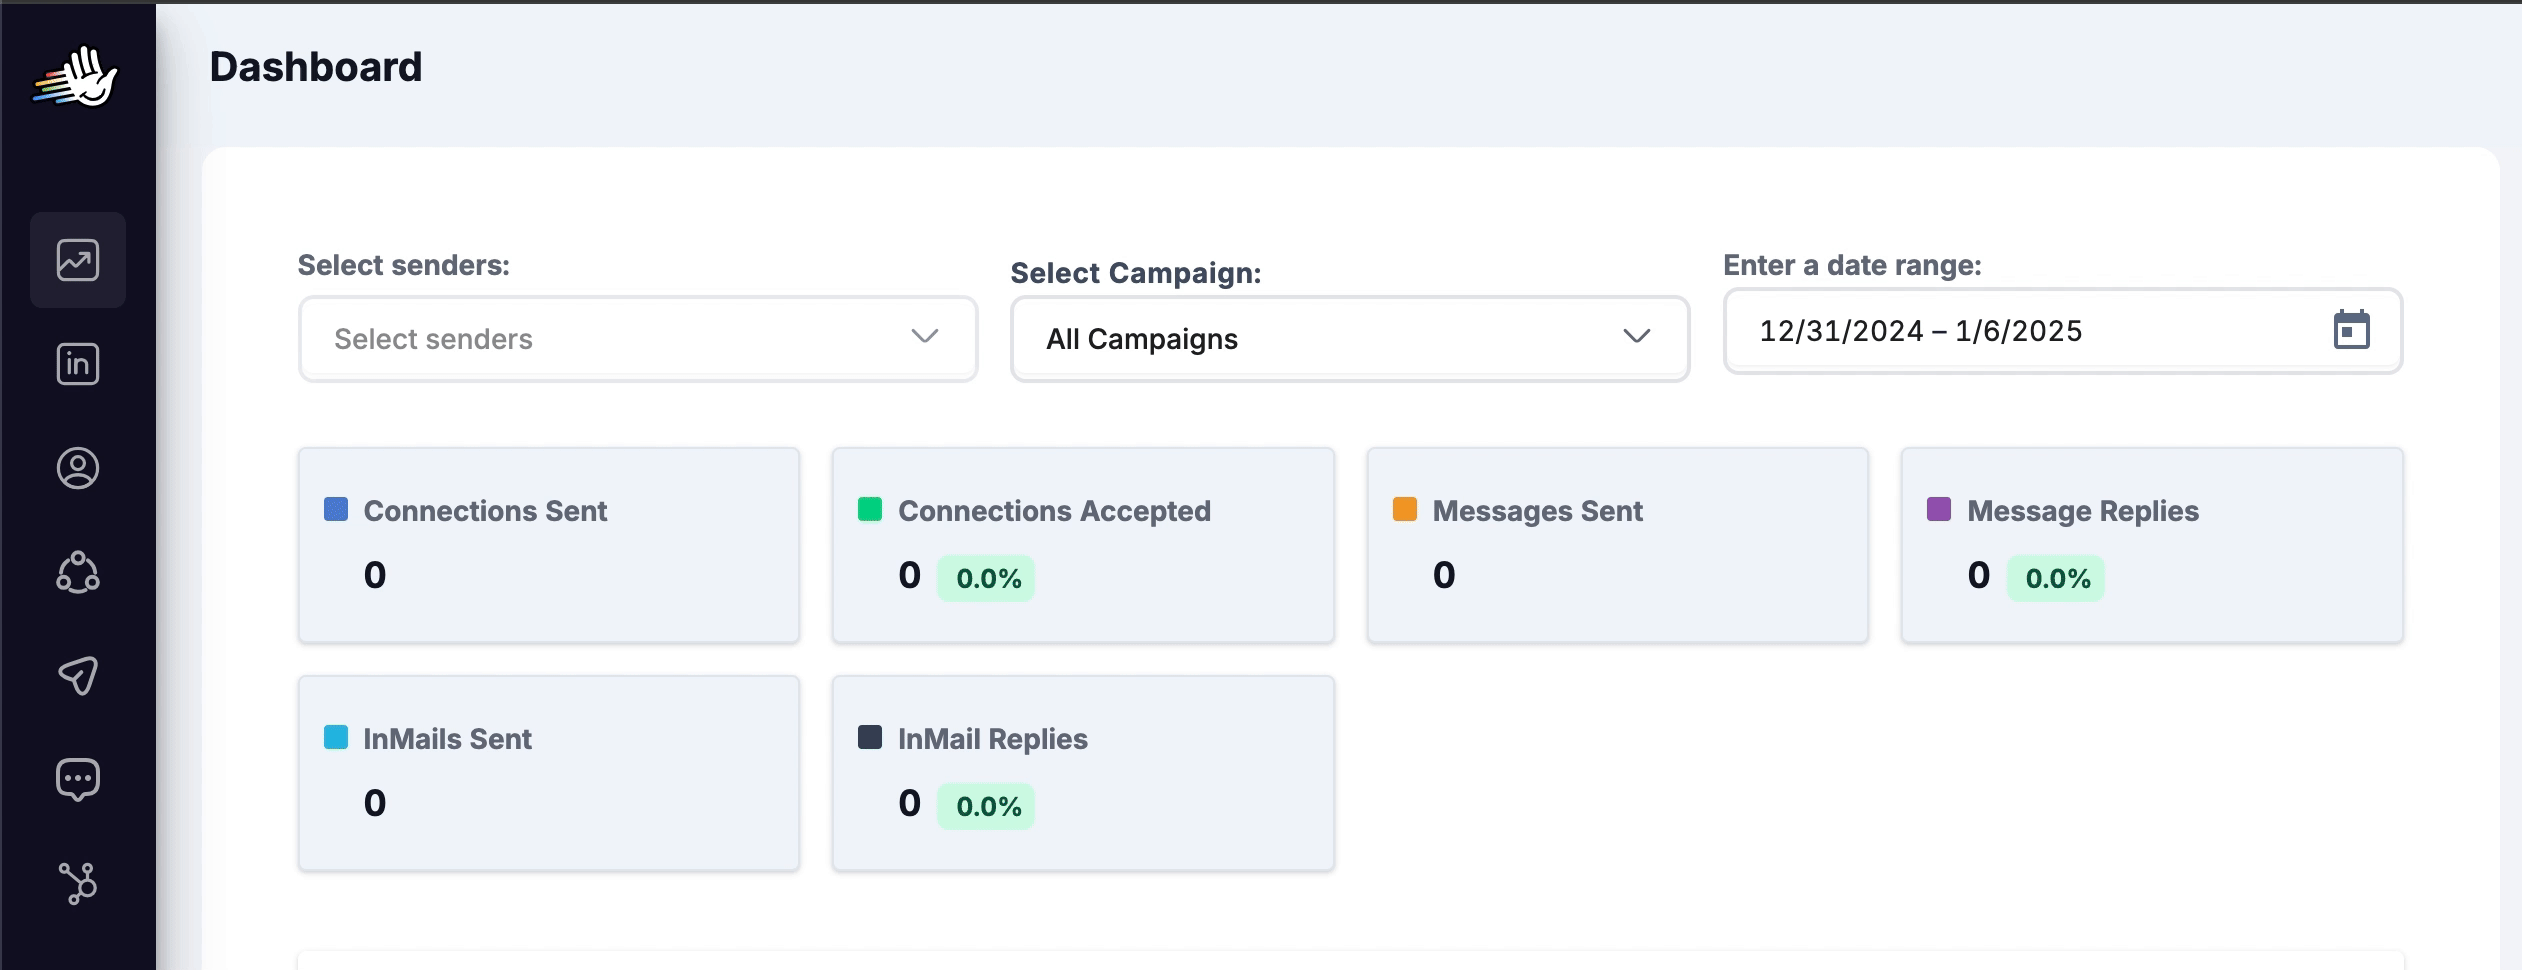 Dashboard
Select senders:
Select senders
Select Campaign:
All Campaigns
Enter a date range:
12/31/2024 – 1/6/2025
in
Connections Sent
0
Connections Accepted
0 0.0%
Messages Sent
0
Message Replies
0 0.0%
InMails Sent
0
InMail Replies
0 0.0%